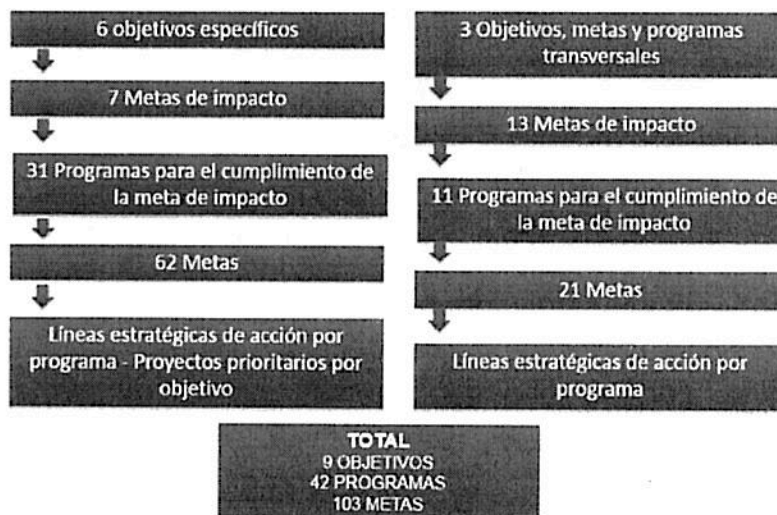 6 objetivos específicos
7 Metas de impacto
31 Programas para el cumplimiento de
la meta de impacto
62 Metas
Líneas estratégicas de acción por
programa - Proyectos prioritarios por
objetivo
3 Objetivos, metas y programas
transversales
13 Metas de impacto
11 Programas para el cumplimiento de
la meta de impacto
21 Metas
Líneas estratégicas de acción por
programa
TOTAL
9 OBJETIVOS
42 PROGRAMAS
103 METAS